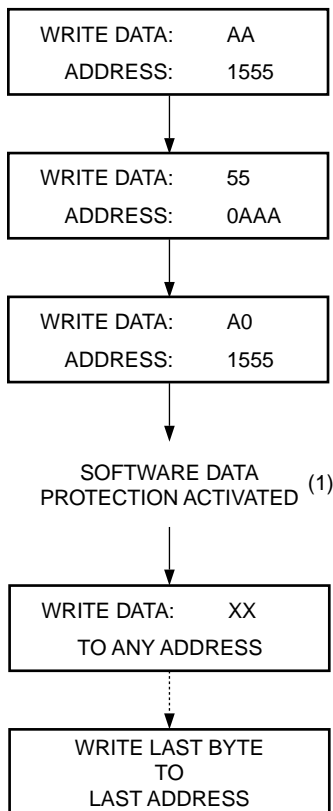 WRITE DATA: AA
ADDRESS: 1555
WRITE DATA: 55
ADDRESS: 0AAA
WRITE DATA: A0
ADDRESS: 1555
SOFTWARE DATA
PROTECTION ACTIVATED (1)
WRITE DATA: XX
TO ANY ADDRESS
WRITE LAST BYTE
TO
LAST ADDRESS